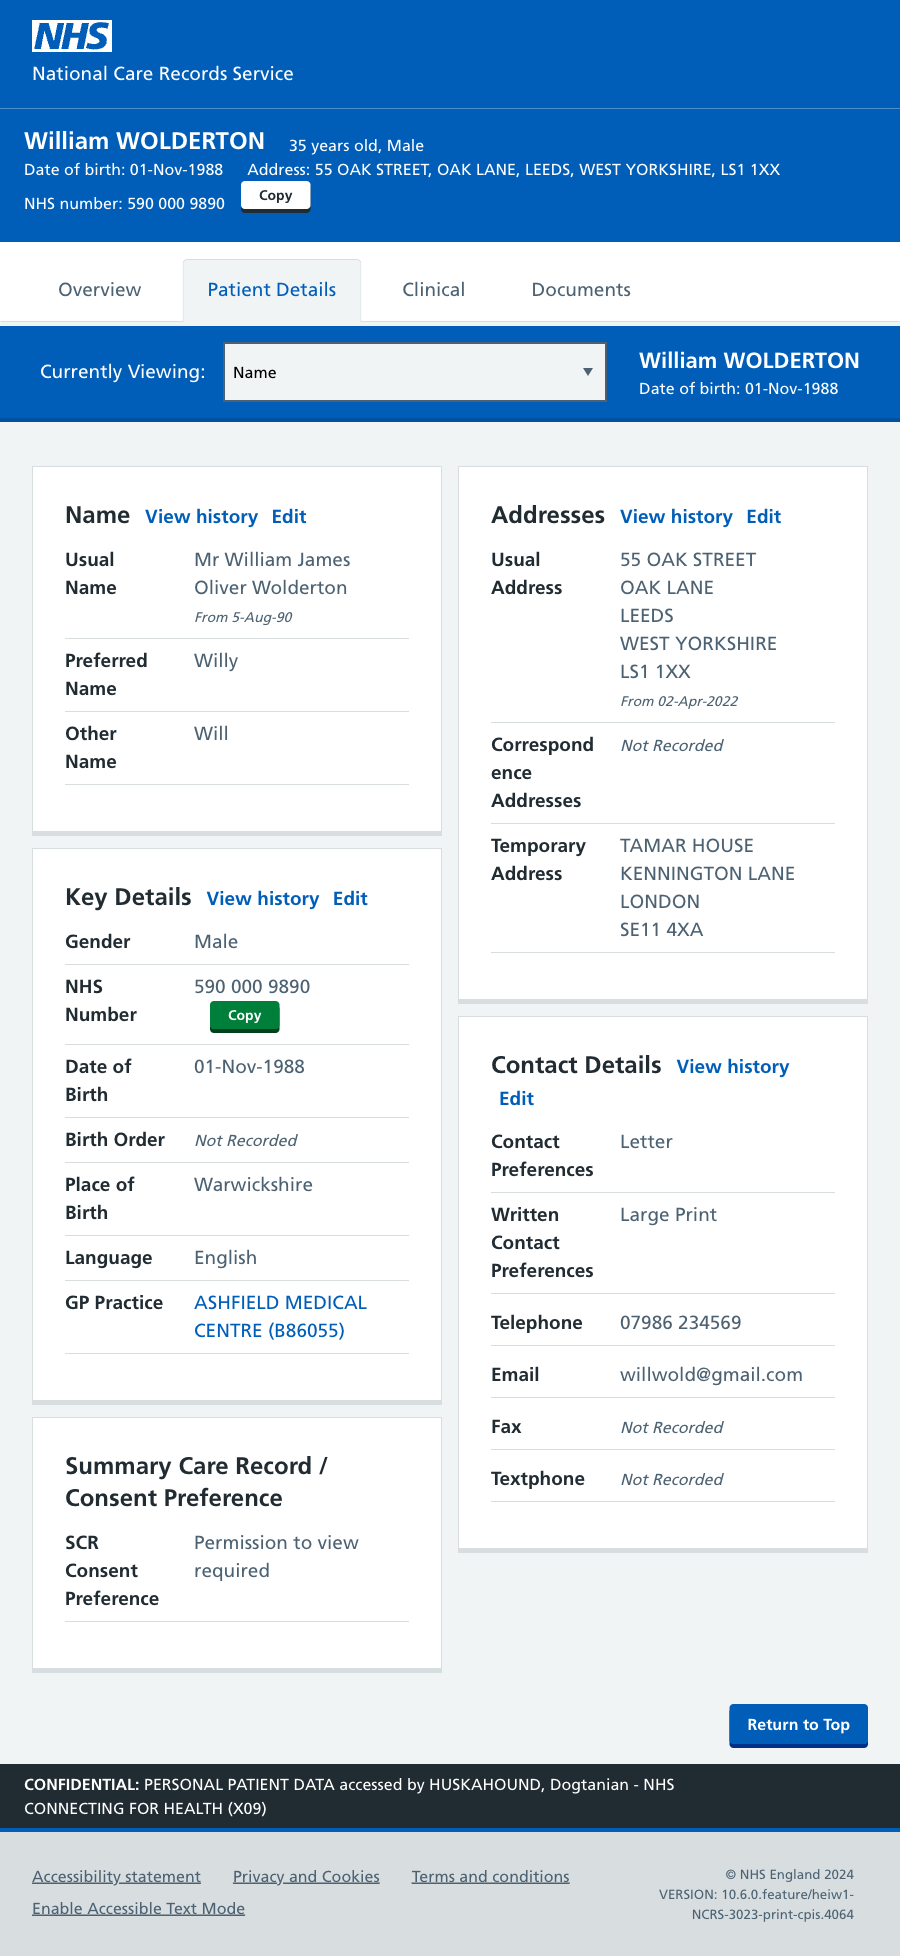 NHS
National Care Records Service
William WOLDERTON 35 years old, Male
Date of birth: 01-Nov-1988 Address: 55 OAK STREET, OAK LANE, LEEDS, WEST YORKSHIRE, LS1 1XX
NHS number: 590 000 9890 Copy
Overview Patient Details Clinical Documents
Currently Viewing: Name
William WOLDERTON
Date of birth: 01-Nov-1988
Name View history Edit
Usual
Name
Mr William James
Oliver Wolderton
From 5-Aug-90
Preferred
Name
Willy
Other
Name
Will
Key Details View history Edit
Gender Male
NHS
Number
590 000 9890
Copy
Date of
Birth
01-Nov-1988
Birth Order Not Recorded
Place of
Birth
Warwickshire
Language English
GP Practice ASHFIELD MEDICAL
CENTRE (B86055)
Summary Care Record /
Consent Preference
SCR
Consent
Preference
Permission to view
required
Addresses View history Edit
Usual
Address
55 OAK STREET
OAK LANE
LEEDS
WEST YORKSHIRE
LS1 1XX
From 02-Apr-2022
Correspond
ence
Addresses
Not Recorded
Temporary
Address
TAMAR HOUSE
KENNINGTON LANE
LONDON
SE11 4XA
Contact Details View history
Edit
Contact
Preferences
Letter
Written
Contact
Preferences
Large Print
Telephone 07986 234569
Email willwold@gmail.com
Fax Not Recorded
Textphone Not Recorded
Return to Top
CONFIDENTIAL: PERSONAL PATIENT DATA accessed by HUSKAHOUND, Dogtanian - NHS
CONNECTING FOR HEALTH (X09)
Accessibility statement Privacy and Cookies Terms and conditions
Enable Accessible Text Mode
© NHS England 2024
VERSION: 10.6.0.feature/heiw1-
NCRS-3023-print-cpis.4064